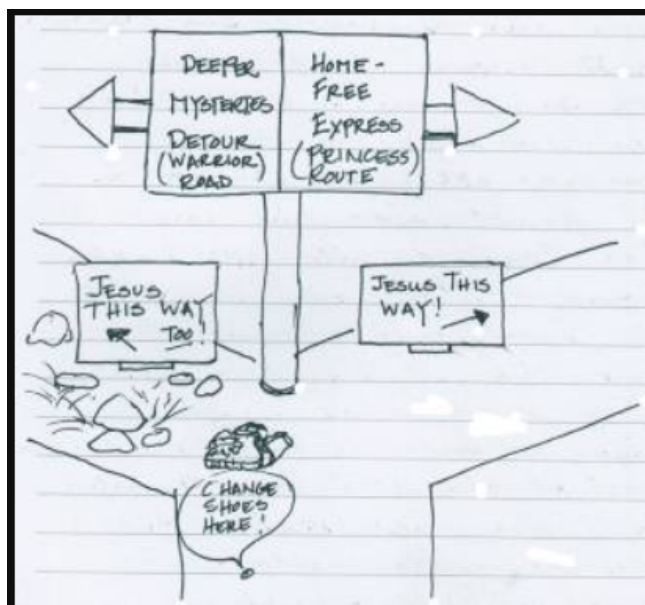 DEEPER
MYSTERIES
DETOUR
(WARRIOR)
ROAD
HOME-
FREE
EXPRESS
(PRINCESS)
ROUTE
JESUS
THIS WAY
TOO!
JESUS THIS
WAY!
CHANGE
SHOES
HERE!